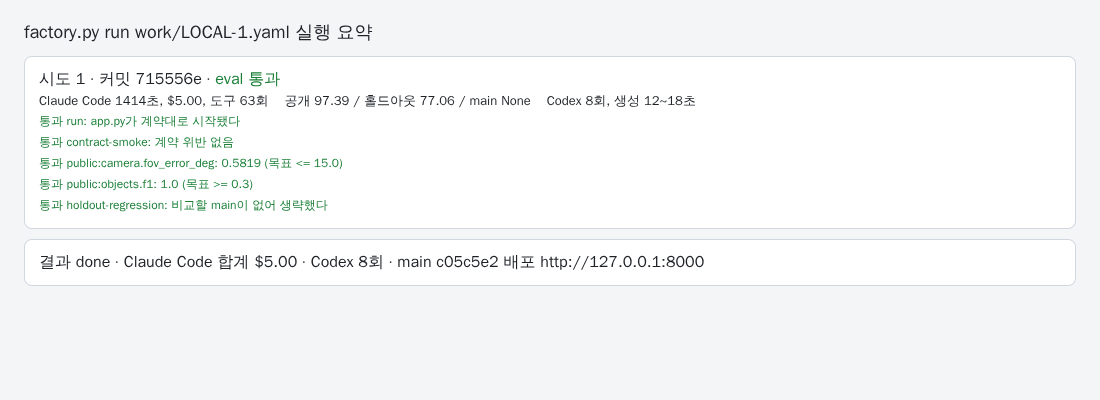 factory.py run work/LOCAL-1.yaml 실행 요약
시도 1 · 커밋 715556e · eval 통과
Claude Code 1414초, $5.00, 도구 63회 공개 97.39 / 홀드아웃 77.06 / main None Codex 8회, 생성 12~18초
통과 run: app.py가 계약대로 시작됐다
통과 contract-smoke: 계약 위반 없음
통과 public:camera.fov_error_deg: 0.5819 (목표 <= 15.0)
통과 public:objects.f1: 1.0 (목표 >= 0.3)
통과 holdout-regression: 비교할 main이 없어 생략했다
결과 done · Claude Code 합계 $5.00 · Codex 8회 · main c05c5e2 배포 http://127.0.0.1:8000